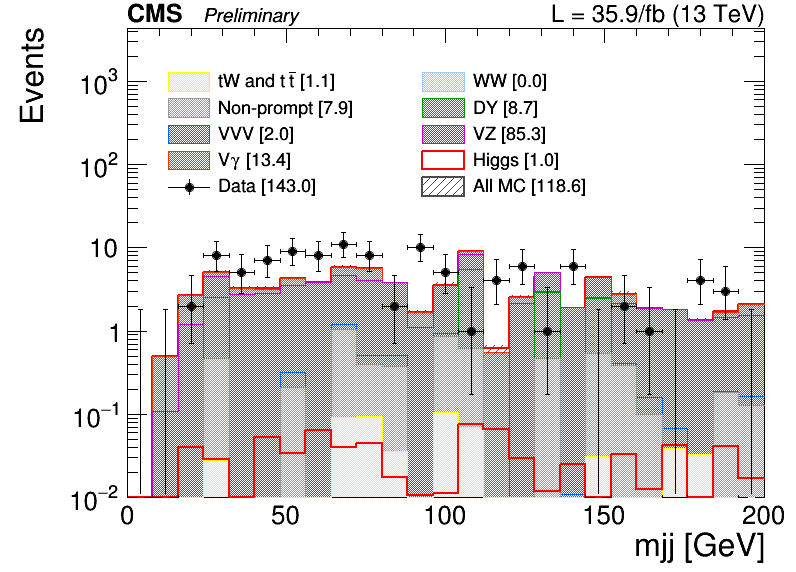 CMS Preliminary L = 35.9/fb (13 TeV)
Events
tW and t t̅ [1.1]
WW [0.0]
Non-prompt [7.9]
DY [8.7]
VVV [2.0]
VZ [85.3]
Vγ [13.4]
Higgs [1.0]
Data [143.0]
All MC [118.6]
10³
10²
10
1
10⁻¹
10⁻²
0 50 100 150 200
mjj [GeV]